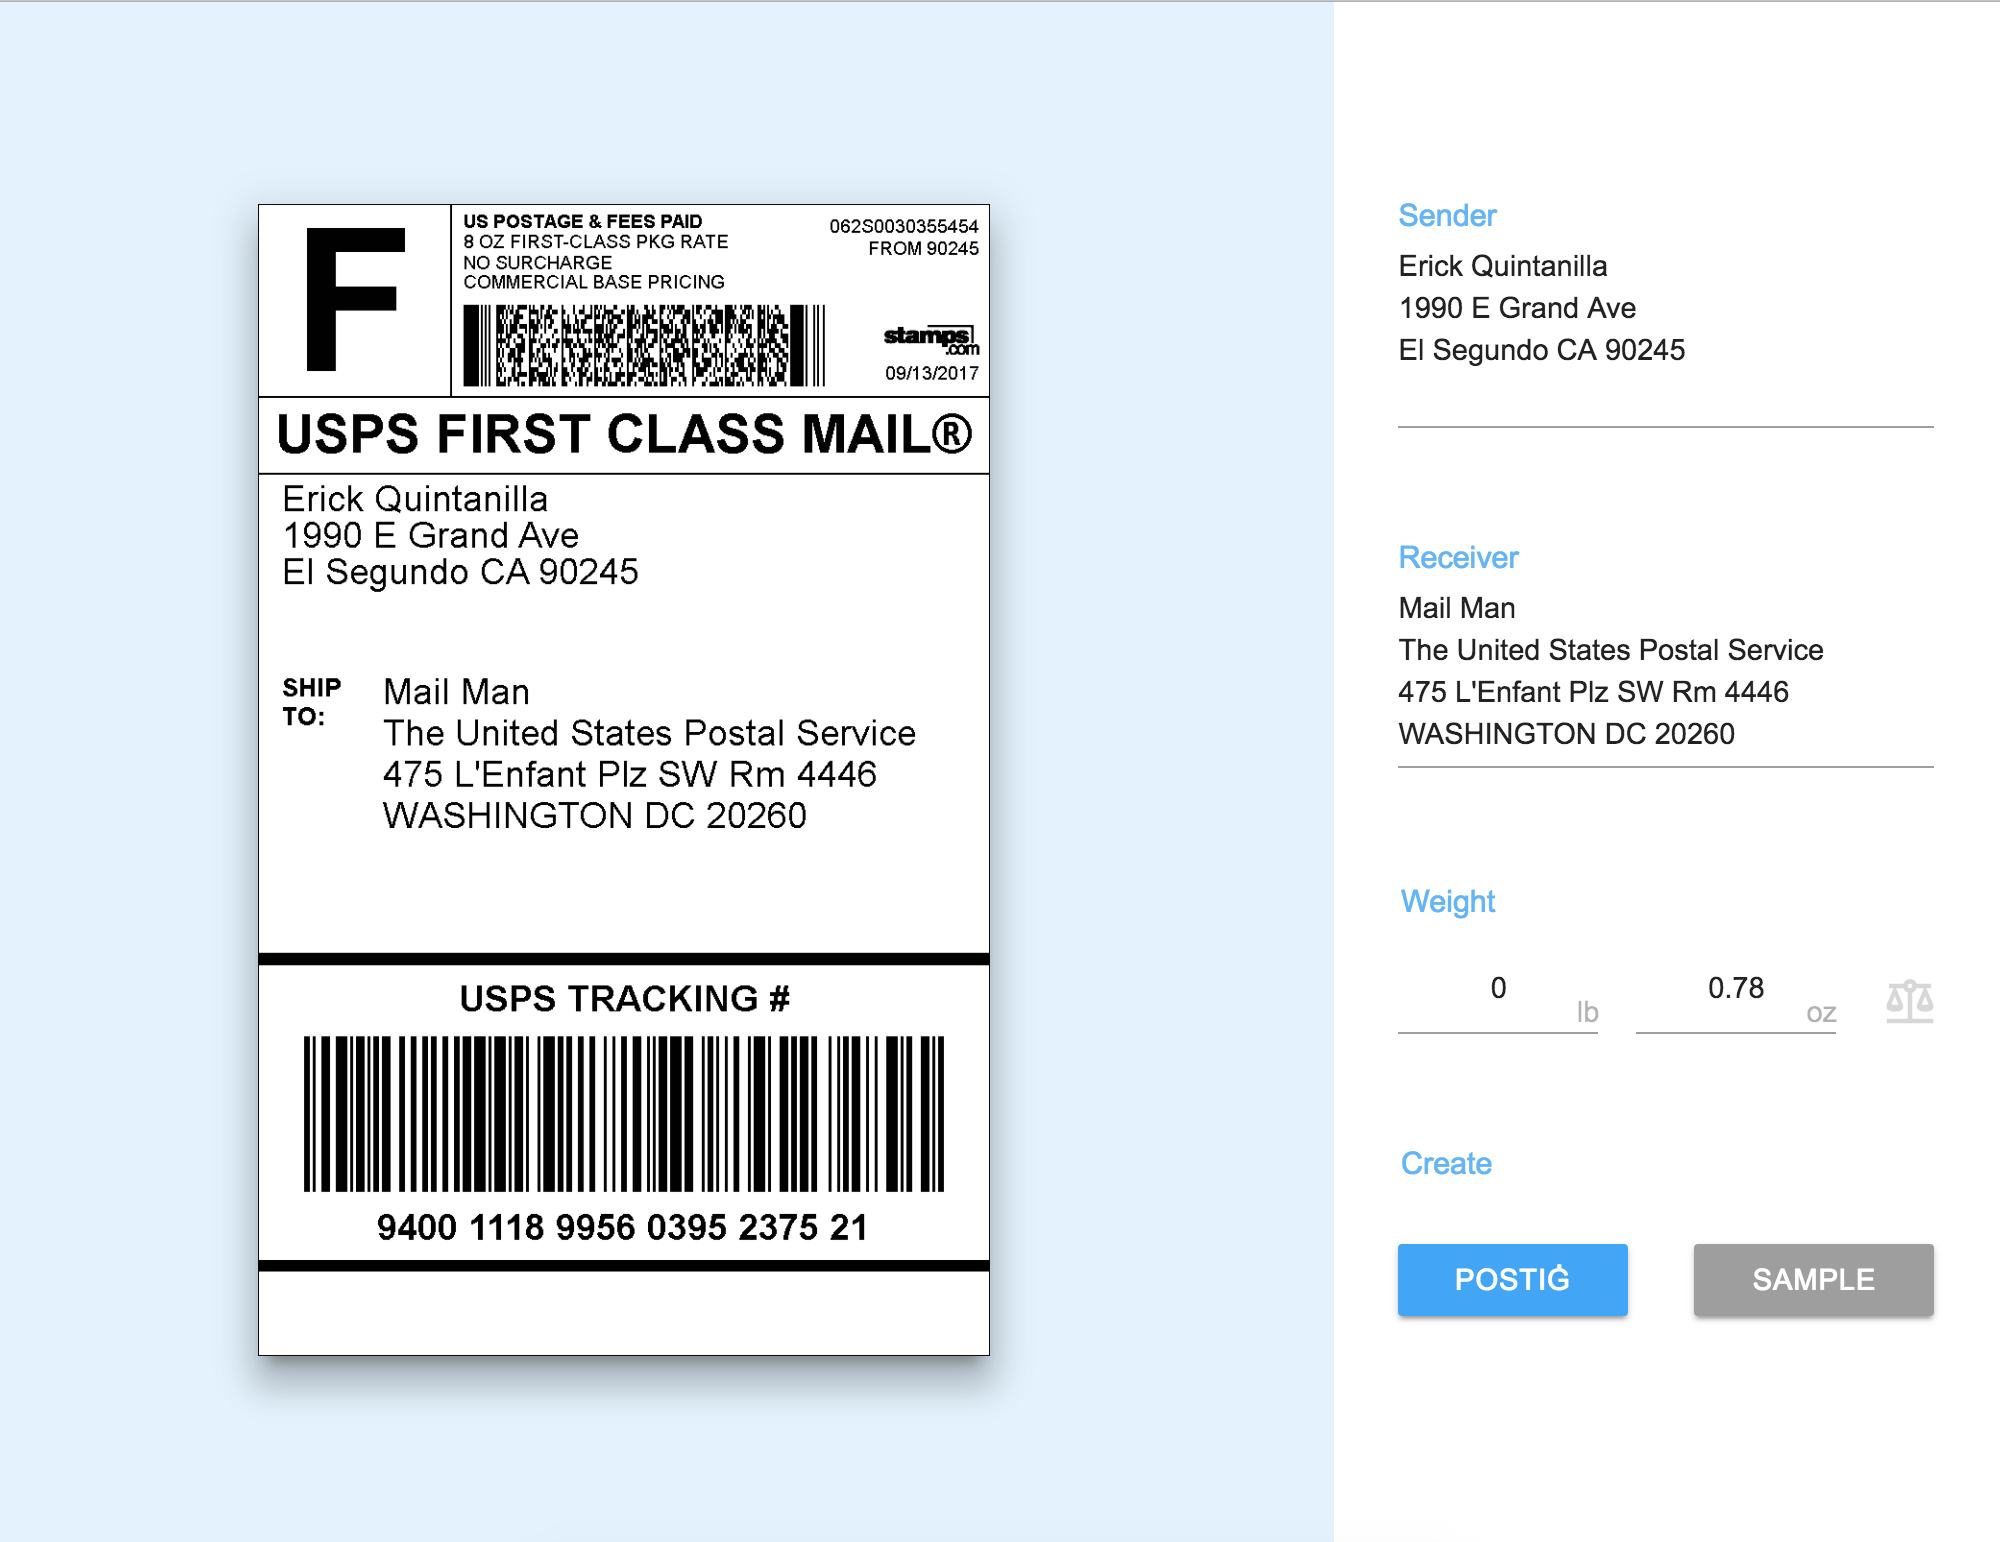 F
US POSTAGE & FEES PAID
8 OZ FIRST-CLASS PKG RATE
NO SURCHARGE
COMMERCIAL BASE PRICING
062S0030355454
FROM 90245
stamps
.com
09/13/2017
USPS FIRST CLASS MAIL®
Erick Quintanilla
1990 E Grand Ave
El Segundo CA 90245
SHIP
TO:
Mail Man
The United States Postal Service
475 L'Enfant Plz SW Rm 4446
WASHINGTON DC 20260
USPS TRACKING #
9400 1118 9956 0395 2375 21
Sender
Erick Quintanilla
1990 E Grand Ave
El Segundo CA 90245
Receiver
Mail Man
The United States Postal Service
475 L'Enfant Plz SW Rm 4446
WASHINGTON DC 20260
Weight
0 lb 0.78 oz
Create
POSTIĠ SAMPLE